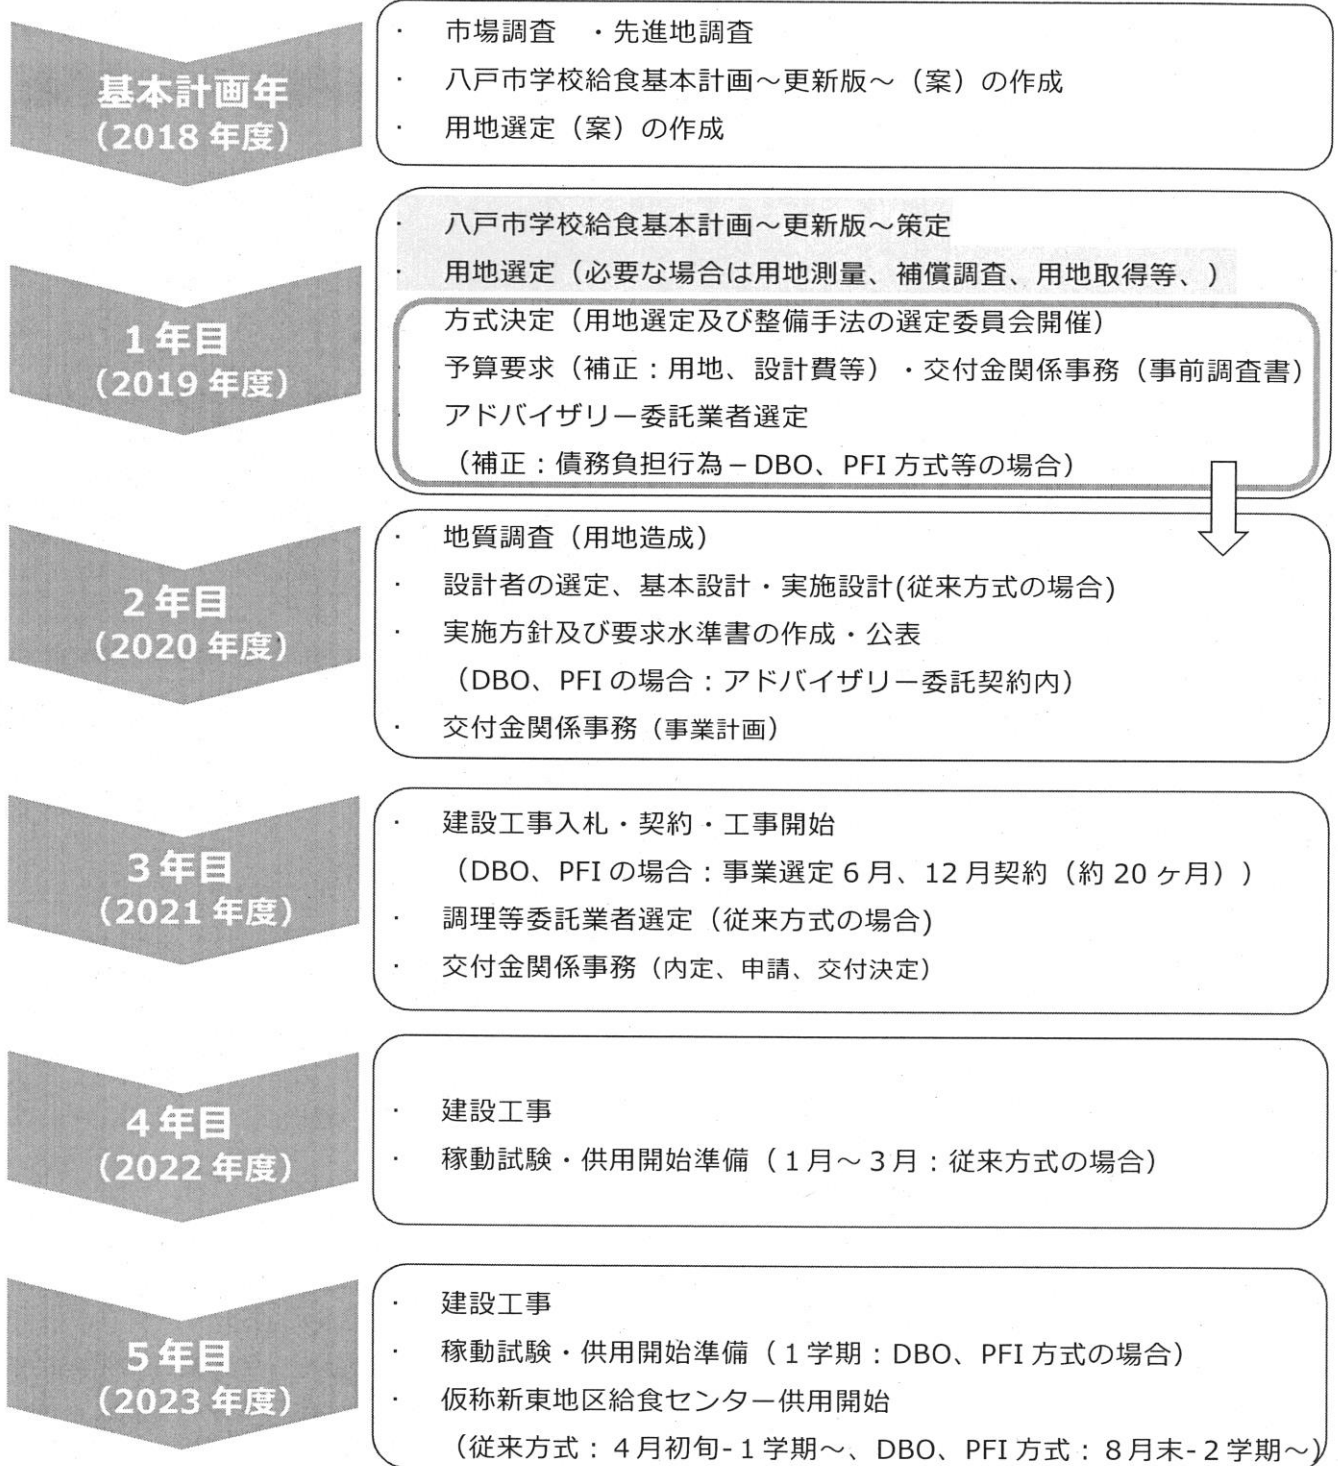 基本計画年
（2018 年度）
・ 市場調査　・先進地調査
・ 八戸市学校給食基本計画～更新版～（案）の作成
・ 用地選定（案）の作成
1 年目
（2019 年度）
・ 八戸市学校給食基本計画～更新版～策定
・ 用地選定（必要な場合は用地測量、補償調査、用地取得等、）
方式決定（用地選定及び整備手法の選定委員会開催）
・ 予算要求（補正：用地、設計費等）・交付金関係事務（事前調査書）
・ アドバイザリー委託業者選定
（補正：債務負担行為－DBO、PFI 方式等の場合）
2 年目
（2020 年度）
・ 地質調査（用地造成）
・ 設計者の選定、基本設計・実施設計(従来方式の場合)
・ 実施方針及び要求水準書の作成・公表
（DBO、PFI の場合：アドバイザリー委託契約内）
・ 交付金関係事務（事業計画）
3 年目
（2021 年度）
・ 建設工事入札・契約・工事開始
（DBO、PFI の場合：事業選定 6 月、12 月契約（約 20 ヶ月））
・ 調理等委託業者選定（従来方式の場合)
・ 交付金関係事務（内定、申請、交付決定）
4 年目
（2022 年度）
・ 建設工事
・ 稼動試験・供用開始準備（１月～３月：従来方式の場合）
5 年目
（2023 年度）
・ 建設工事
・ 稼動試験・供用開始準備（１学期：DBO、PFI 方式の場合）
・ 仮称新東地区給食センター供用開始
（従来方式：４月初旬-１学期～、DBO、PFI 方式：８月末-２学期～）